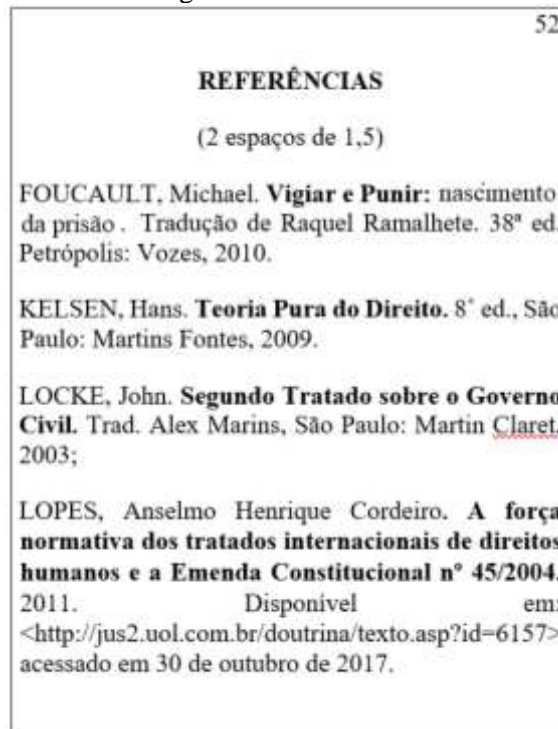 52
REFERÊNCIAS
(2 espaços de 1,5)
FOUCAULT, Michael. Vigiar e Punir: nascimento
da prisão . Tradução de Raquel Ramalhete. 38ª ed.
Petrópolis: Vozes, 2010.
KELSEN, Hans. Teoria Pura do Direito. 8ª ed., São
Paulo: Martins Fontes, 2009.
LOCKE, John. Segundo Tratado sobre o Governo
Civil. Trad. Alex Marins, São Paulo: Martin Claret,
2003;
LOPES, Anselmo Henrique Cordeiro. A força
normativa dos tratados internacionais de direitos
humanos e a Emenda Constitucional nº 45/2004.
2011. Disponível em:
<http://jus2.uol.com.br/doutrina/texto.asp?id=6157>
acessado em 30 de outubro de 2017.